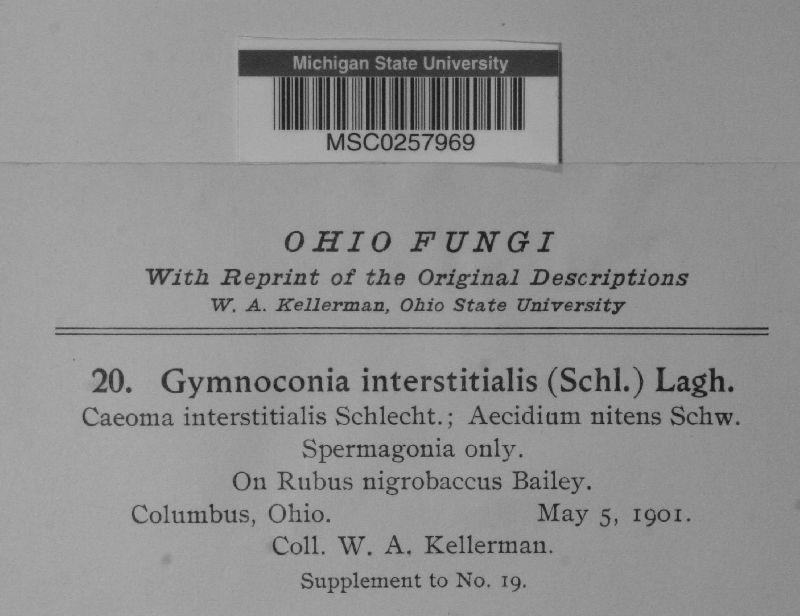 Michigan State University
MSC0257969
OHIO FUNGI
With Reprint of the Original Descriptions
W. A. Kellerman, Ohio State University
20. Gymnoconia interstitialis (Schl.) Lagh.
Caeoma interstitialis Schlecht.; Aecidium nitens Schw.
Spermagonia only.
On Rubus nigrobaccus Bailey.
Columbus, Ohio. May 5, 1901.
Coll. W. A. Kellerman.
Supplement to No. 19.